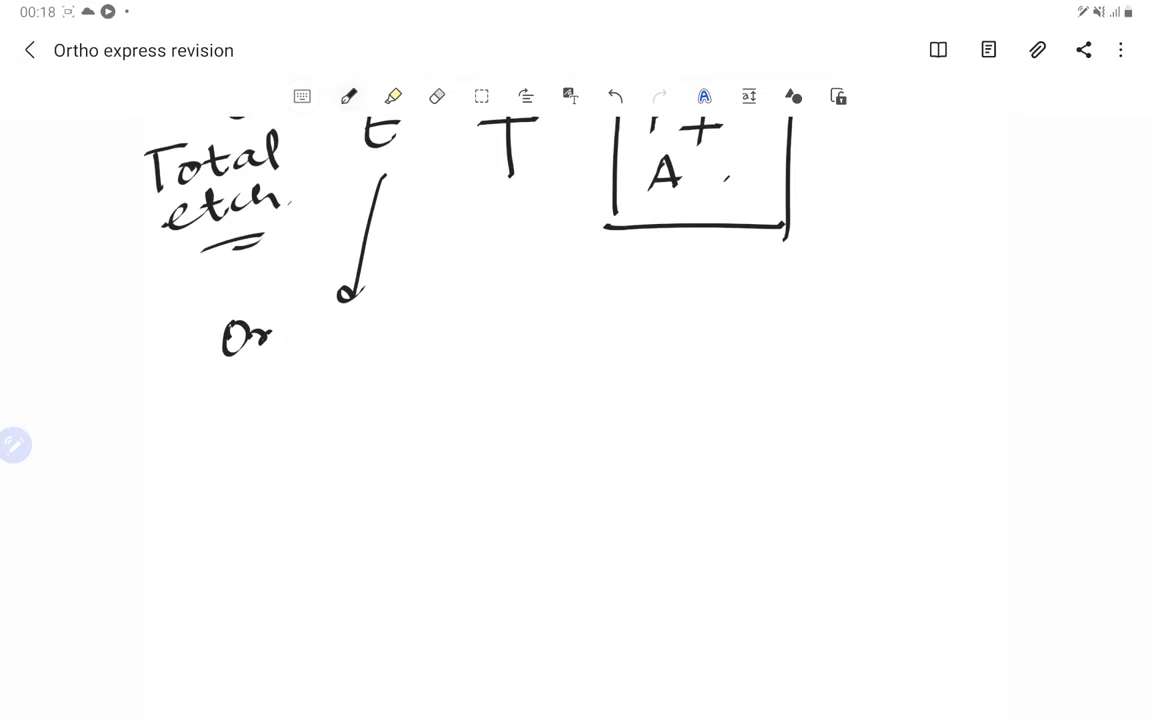 00:18
Ortho express revision
E T +
Total A
etch.
Or